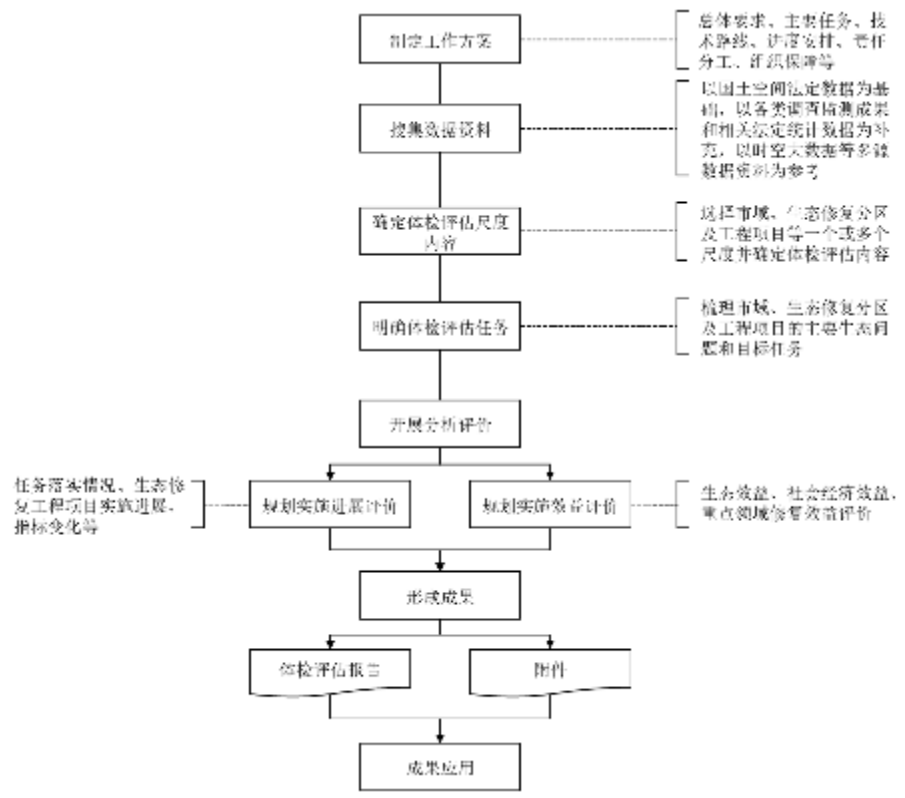 制定工作方案
总体要求、主要任务、技
术路线、进度安排、责任
分工、组织保障等
搜集数据资料
以国土空间法定数据为基
础，以各类调查监测成果
和相关法定统计数据为补
充，以时空大数据等多源
数据资料为参考
确定体检评估尺度
内容
选择市域、生态修复分区
及工程项目等一个或多个
尺度并确定体检评估内容
明确体检评估任务
梳理市域、生态修复分区
及工程项目的主要生态问
题和目标任务
开展分析评价
任务落实情况、生态修
复工程项目实施进展、
指标变化等
规划实施进展评价
规划实施效益评价
生态效益、社会经济效益、
重点领域修复效益评价
形成成果
体检评估报告
附件
成果应用